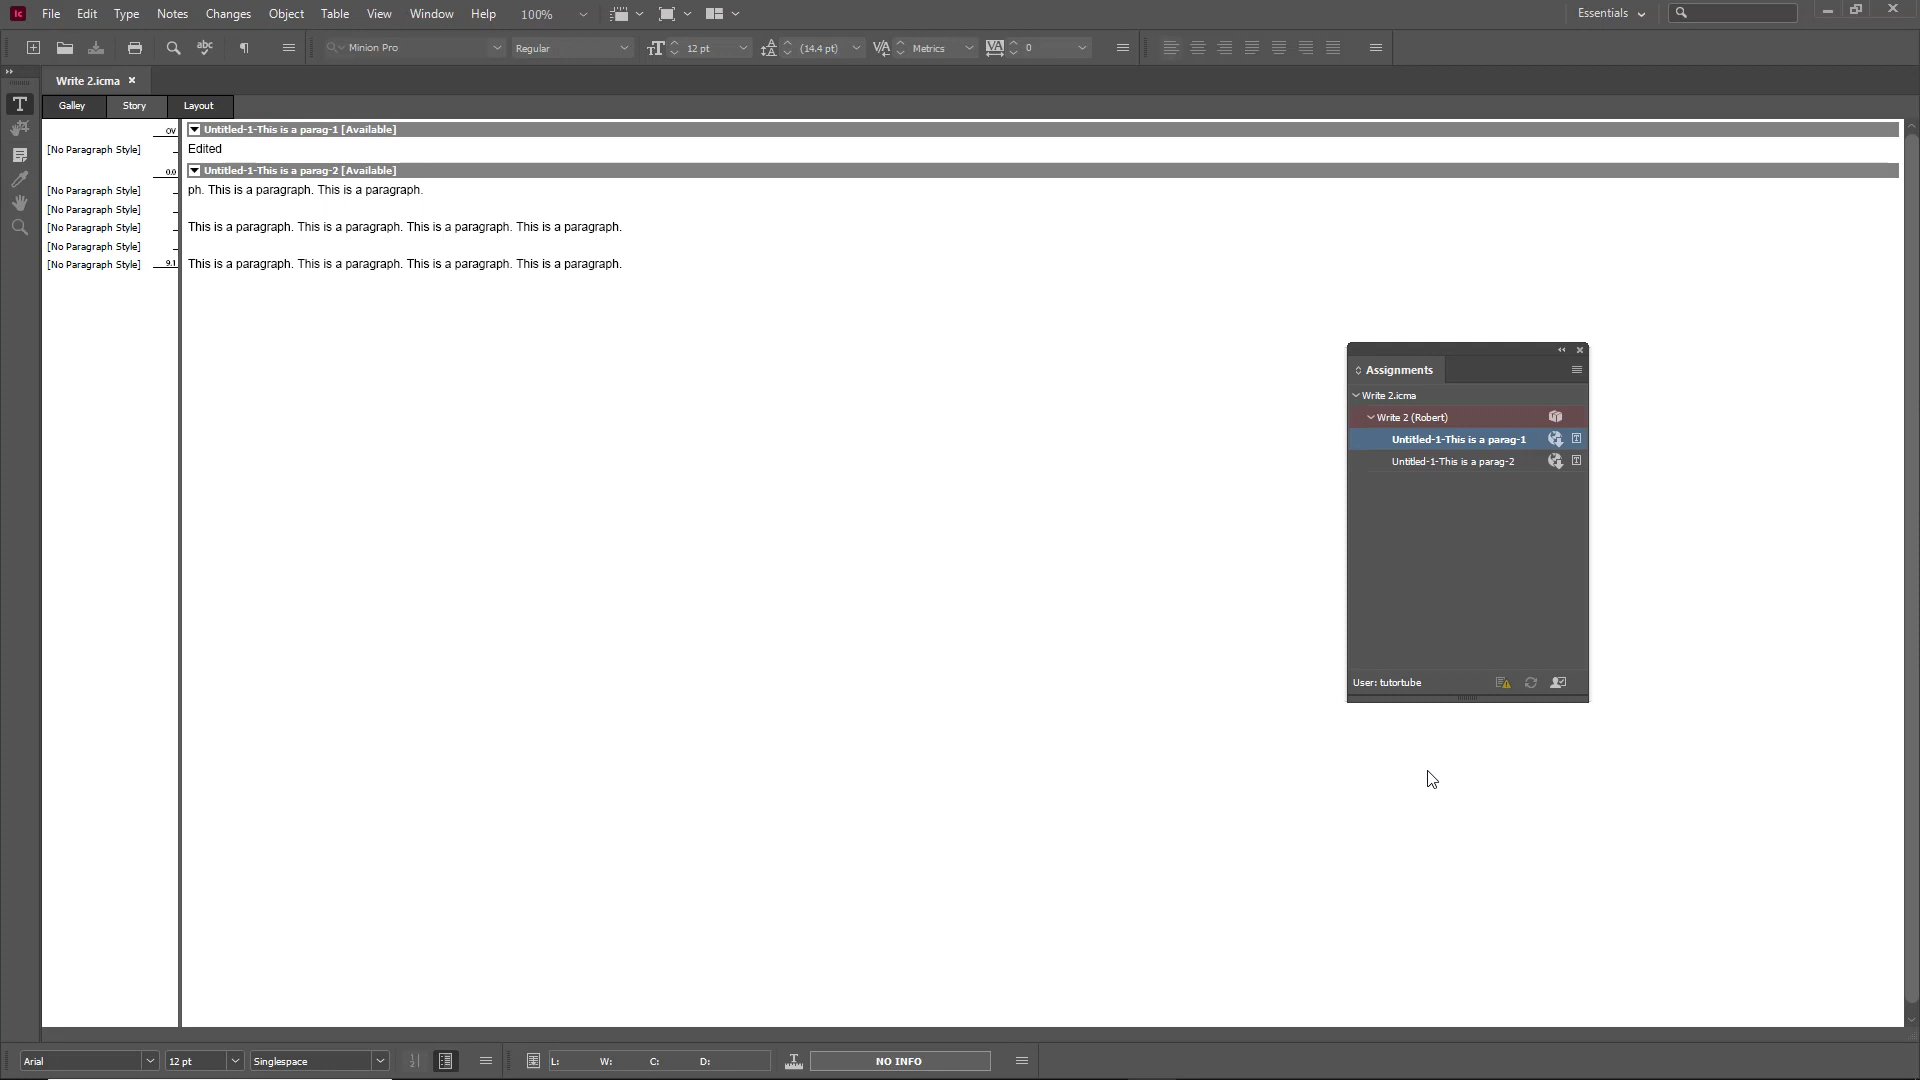 Ic File Edit Type Notes Changes Object Table View Window Help 100% Essentials
Minion Pro Regular 12 pt (14.4 pt) Metrics 0
Write 2.icma
Galley Story Layout
OV Untitled-1-This is a parag-1 [Available]
[No Paragraph Style] Edited
0.0 Untitled-1-This is a parag-2 [Available]
[No Paragraph Style] ph. This is a paragraph. This is a paragraph.
[No Paragraph Style]
[No Paragraph Style] This is a paragraph. This is a paragraph. This is a paragraph. This is a paragraph.
[No Paragraph Style]
[No Paragraph Style] 9.1 This is a paragraph. This is a paragraph. This is a paragraph. This is a paragraph.
Assignments
Write 2.icma
Write 2 (Robert)
Untitled-1-This is a parag-1
Untitled-1-This is a parag-2
User: tutortube
Arial 12 pt Singlespace L: W: C: D: NO INFO